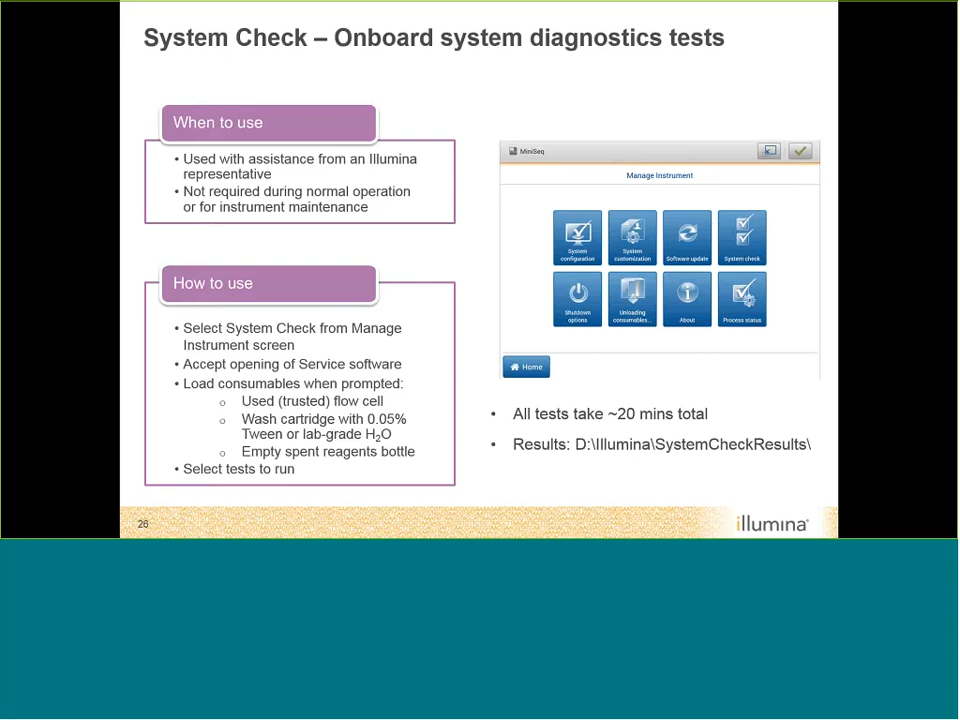 System Check – Onboard system diagnostics tests
When to use
• Used with assistance from an Illumina
representative
• Not required during normal operation
or for instrument maintenance
How to use
• Select System Check from Manage
Instrument screen
• Accept opening of Service software
• Load consumables when prompted:
o Used (trusted) flow cell
o Wash cartridge with 0.05%
Tween or lab-grade H₂O
o Empty spent reagents bottle
• Select tests to run
MiniSeq
Manage Instrument
System
configuration
System
customization
Software update
System check
Shutdown
options
Unloading
consumables...
About
Process status
Home
• All tests take ~20 mins total
• Results: D:\Illumina\SystemCheckResults\
26
illumina®